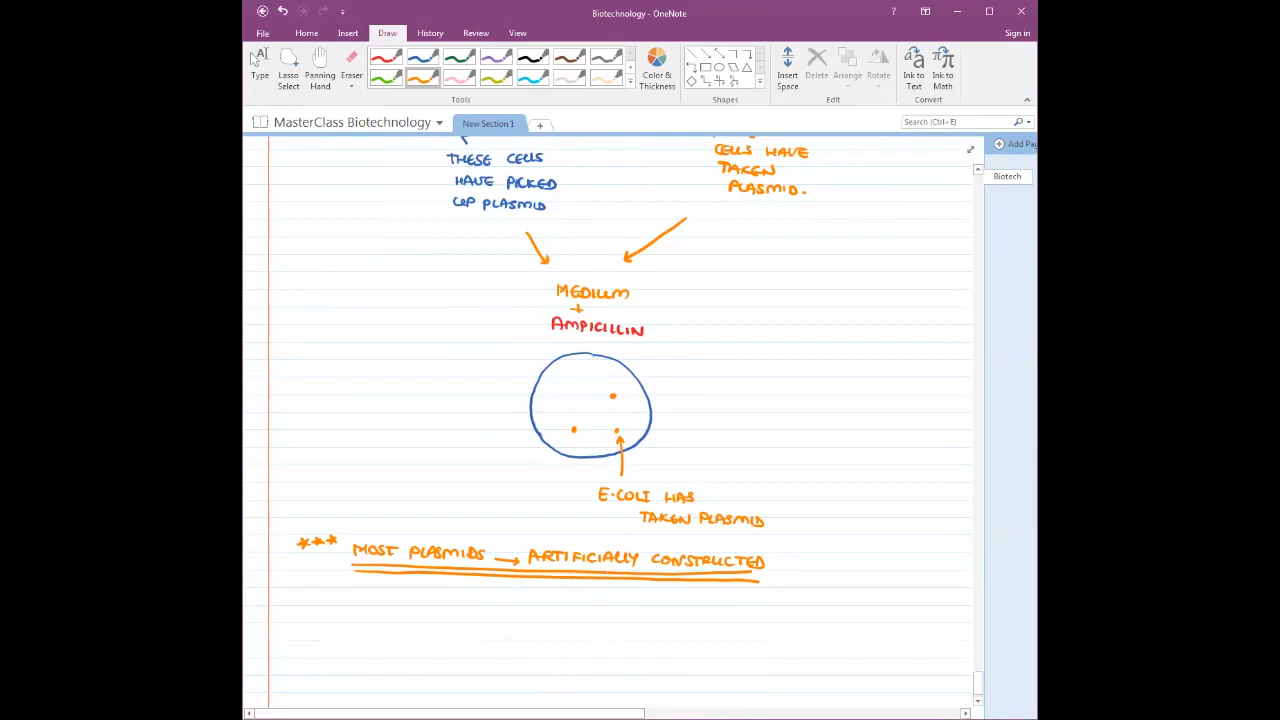 Biotechnology - OneNote
?
File
Home
Insert
Draw
History
Review
View
Sign in
Type
Lasso Select
Panning Hand
Eraser
Color & Thickness
Insert Space
Delete
Arrange
Rotate
Ink to Text
Ink to Math
Tools
Shapes
Edit
Convert
MasterClass Biotechnology
New Section 1
Search (Ctrl+E)
Add Pag
Biotech
THESE CELLS
HAVE PICKED
UP PLASMID
CELLS HAVE
TAKEN
PLASMID.
MEDIUM
+
AMPICILLIN
E.COLI HAS
TAKEN PLASMID
*** MOST PLASMIDS → ARTIFICIALLY CONSTRUCTED